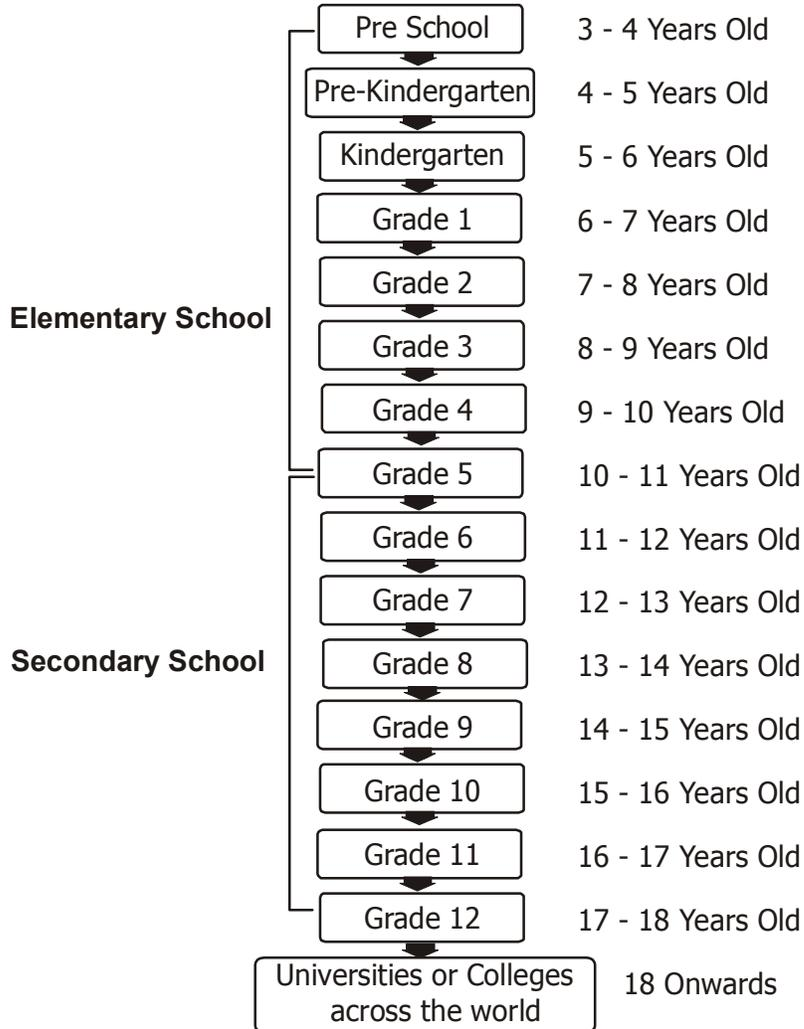 Pre School 3 - 4 Years Old
Pre-Kindergarten 4 - 5 Years Old
Kindergarten 5 - 6 Years Old
Grade 1 6 - 7 Years Old
Grade 2 7 - 8 Years Old
Elementary School
Grade 3 8 - 9 Years Old
Grade 4 9 - 10 Years Old
Grade 5 10 - 11 Years Old
Grade 6 11 - 12 Years Old
Grade 7 12 - 13 Years Old
Secondary School
Grade 8 13 - 14 Years Old
Grade 9 14 - 15 Years Old
Grade 10 15 - 16 Years Old
Grade 11 16 - 17 Years Old
Grade 12 17 - 18 Years Old
Universities or Colleges 18 Onwards
across the world